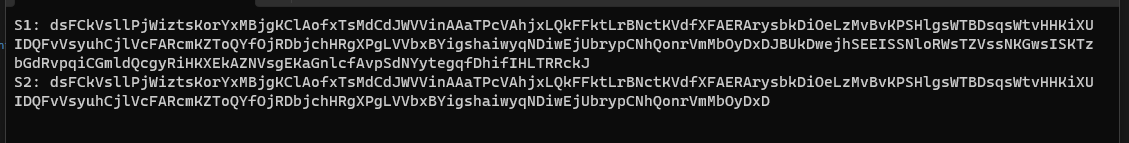 S1: dsFCkVsllPjWiztsKorYxMBjgKClAofxTsMdCdJWVVinAAaTPcVAhjxLQkFFktLrBNctKVdfXFAERArysbkDiOeLzMvBvKPSHlgsWTBDsqsWtvHHKiXU
IDQFvVsyuhCjlVcFARcmKZToQYfOjRDbjchHRgXPgLVVbxBYigshaiwyqNDiwEjUbrypCNhQonrVmMbOyDxDJBUkDwejhSEEISSNloRWsTZVssNKGwsISKTz
bGdRvpqiCGmldQcgyRiHKXEkAZNVsgEKaGnlcfAvpSdNYytegqfDhifIHLTRRckJ
S2: dsFCkVsllPjWiztsKorYxMBjgKClAofxTsMdCdJWVVinAAaTPcVAhjxLQkFFktLrBNctKVdfXFAERArysbkDiOeLzMvBvKPSHlgsWTBDsqsWtvHHKiXU
IDQFvVsyuhCjlVcFARcmKZToQYfOjRDbjchHRgXPgLVVbxBYigshaiwyqNDiwEjUbrypCNhQonrVmMbOyDxD